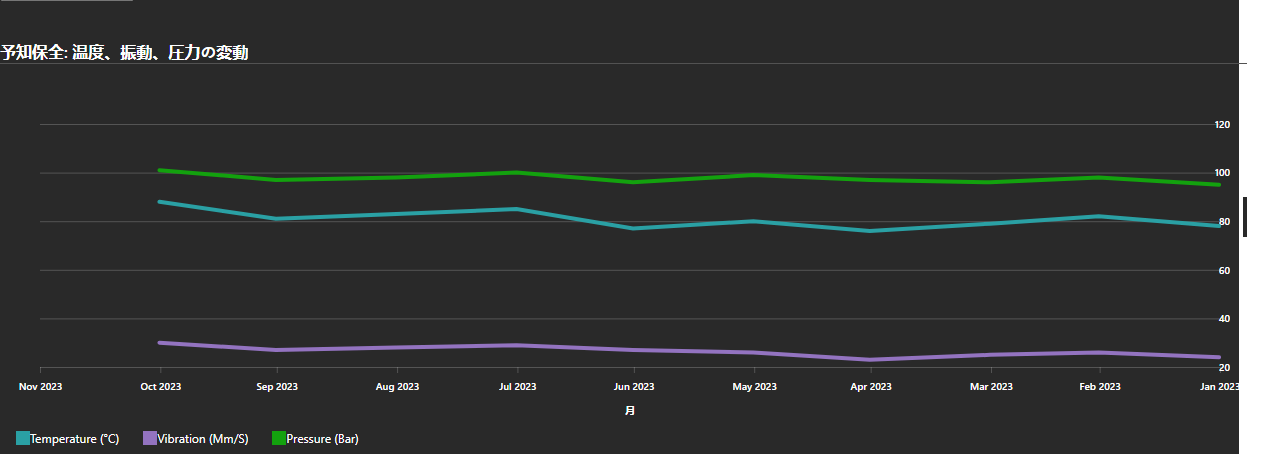 予知保全: 温度、振動、圧力の変動
120
100
80
60
40
20
Nov 2023 Oct 2023 Sep 2023 Aug 2023 Jul 2023 Jun 2023 May 2023 Apr 2023 Mar 2023 Feb 2023 Jan 2023
月
Temperature (°C) Vibration (Mm/S) Pressure (Bar)